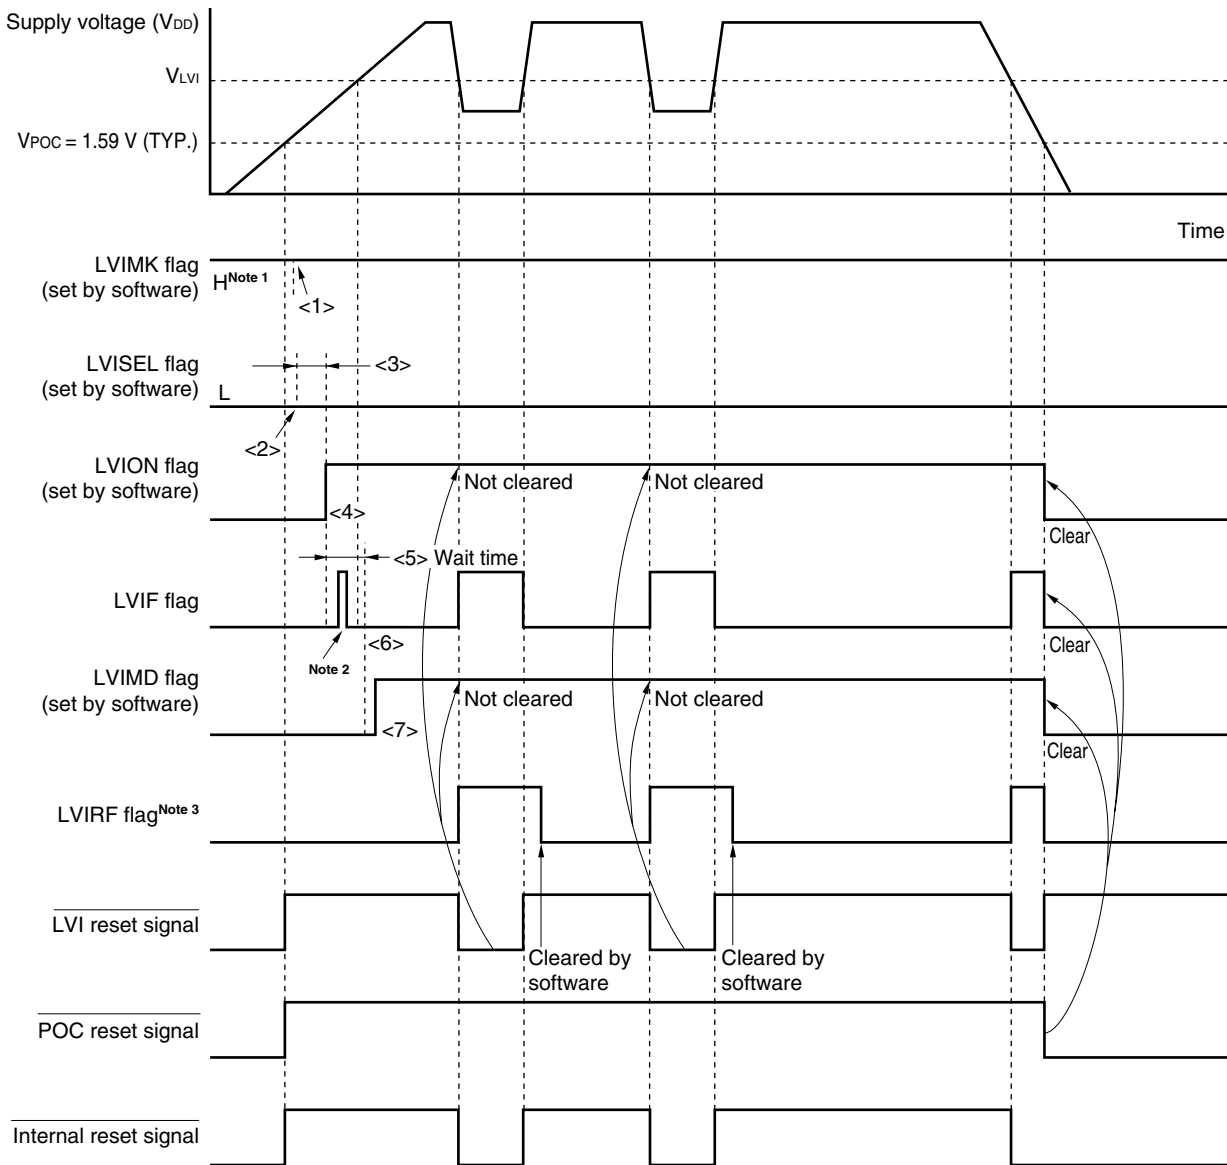 Supply voltage (VDD)
VLVI
VPOC = 1.59 V (TYP.)
Time
LVIMK flag
(set by software)
HNote 1
<1>
LVISEL flag
(set by software)
<3>
L
<2>
LVION flag
(set by software)
Not cleared
Not cleared
<4>
Clear
<5> Wait time
LVIF flag
Note 2
<6>
Clear
LVIMD flag
(set by software)
Not cleared
Not cleared
<7>
Clear
LVIRF flagNote 3
LVI reset signal
Cleared by
software
Cleared by
software
POC reset signal
Internal reset signal